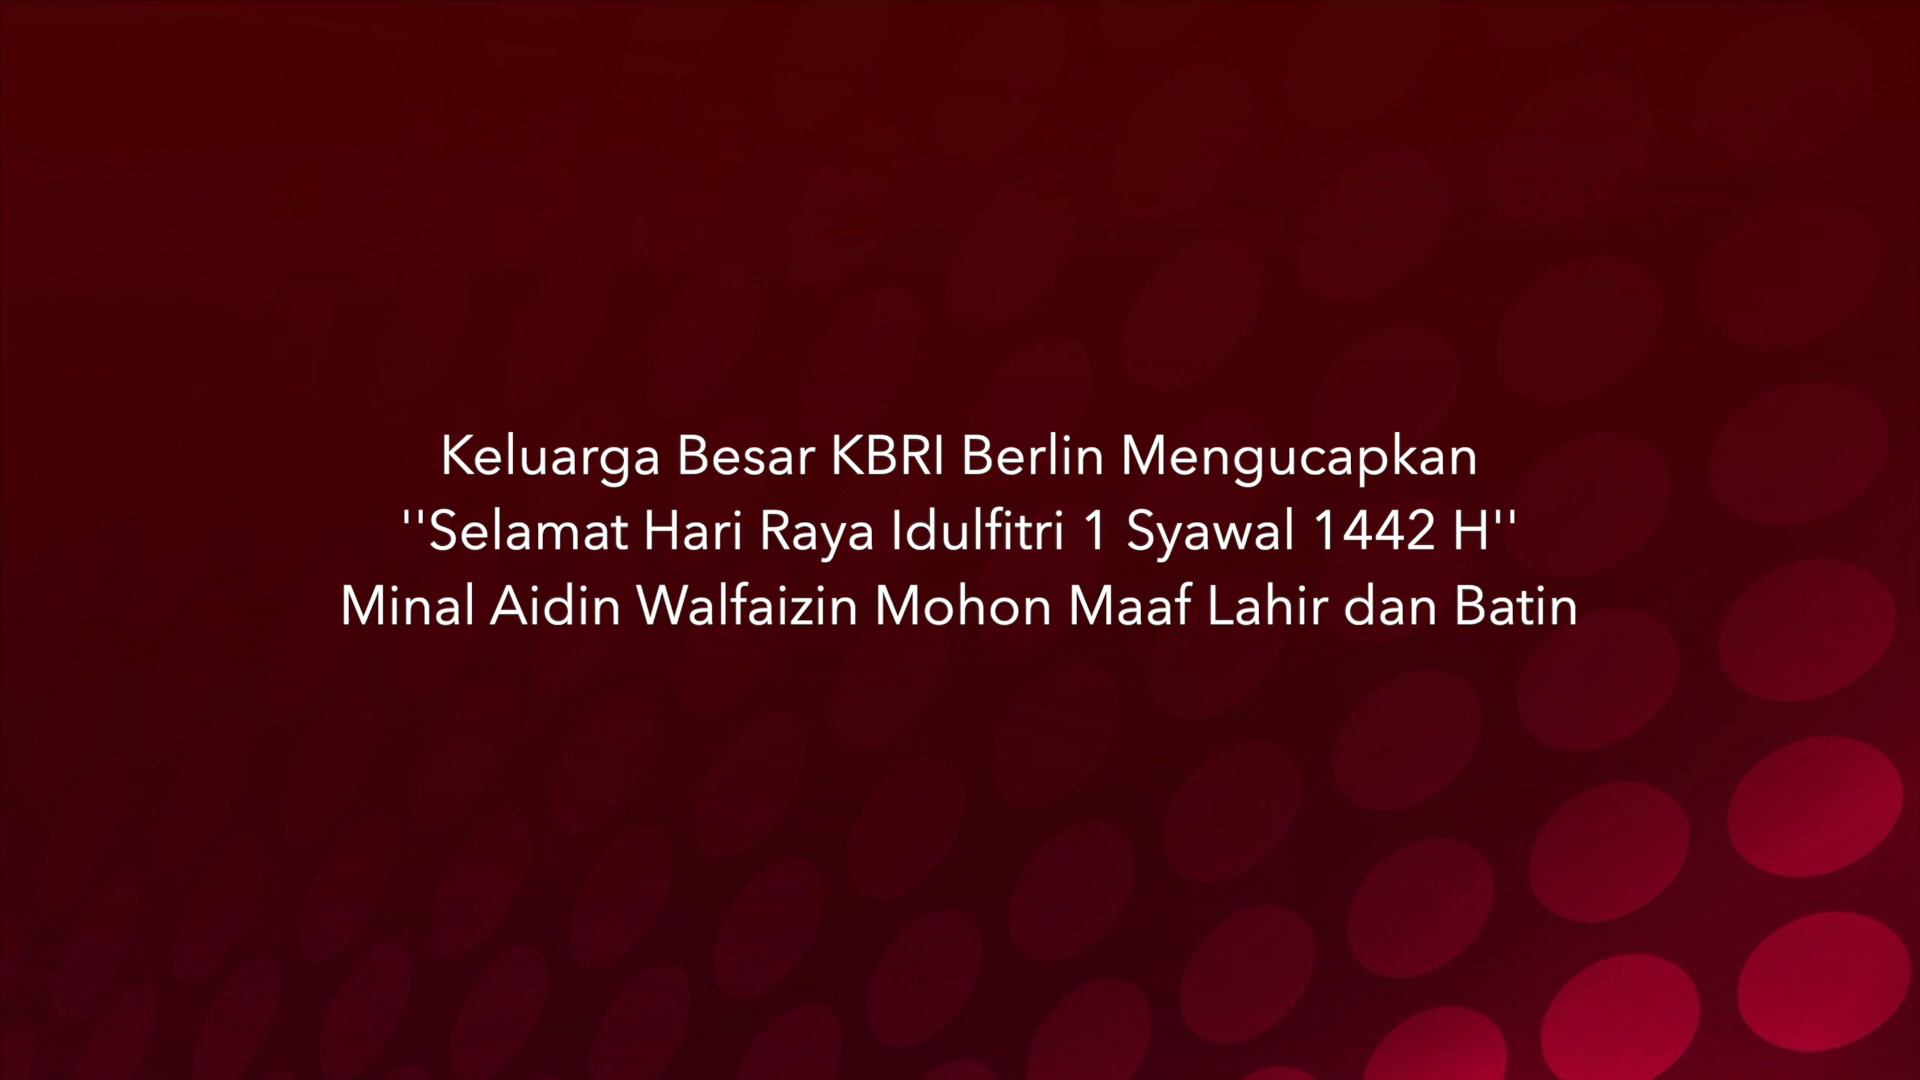 Keluarga Besar KBRI Berlin Mengucapkan
''Selamat Hari Raya Idulfitri 1 Syawal 1442 H''
Minal Aidin Walfaizin Mohon Maaf Lahir dan Batin